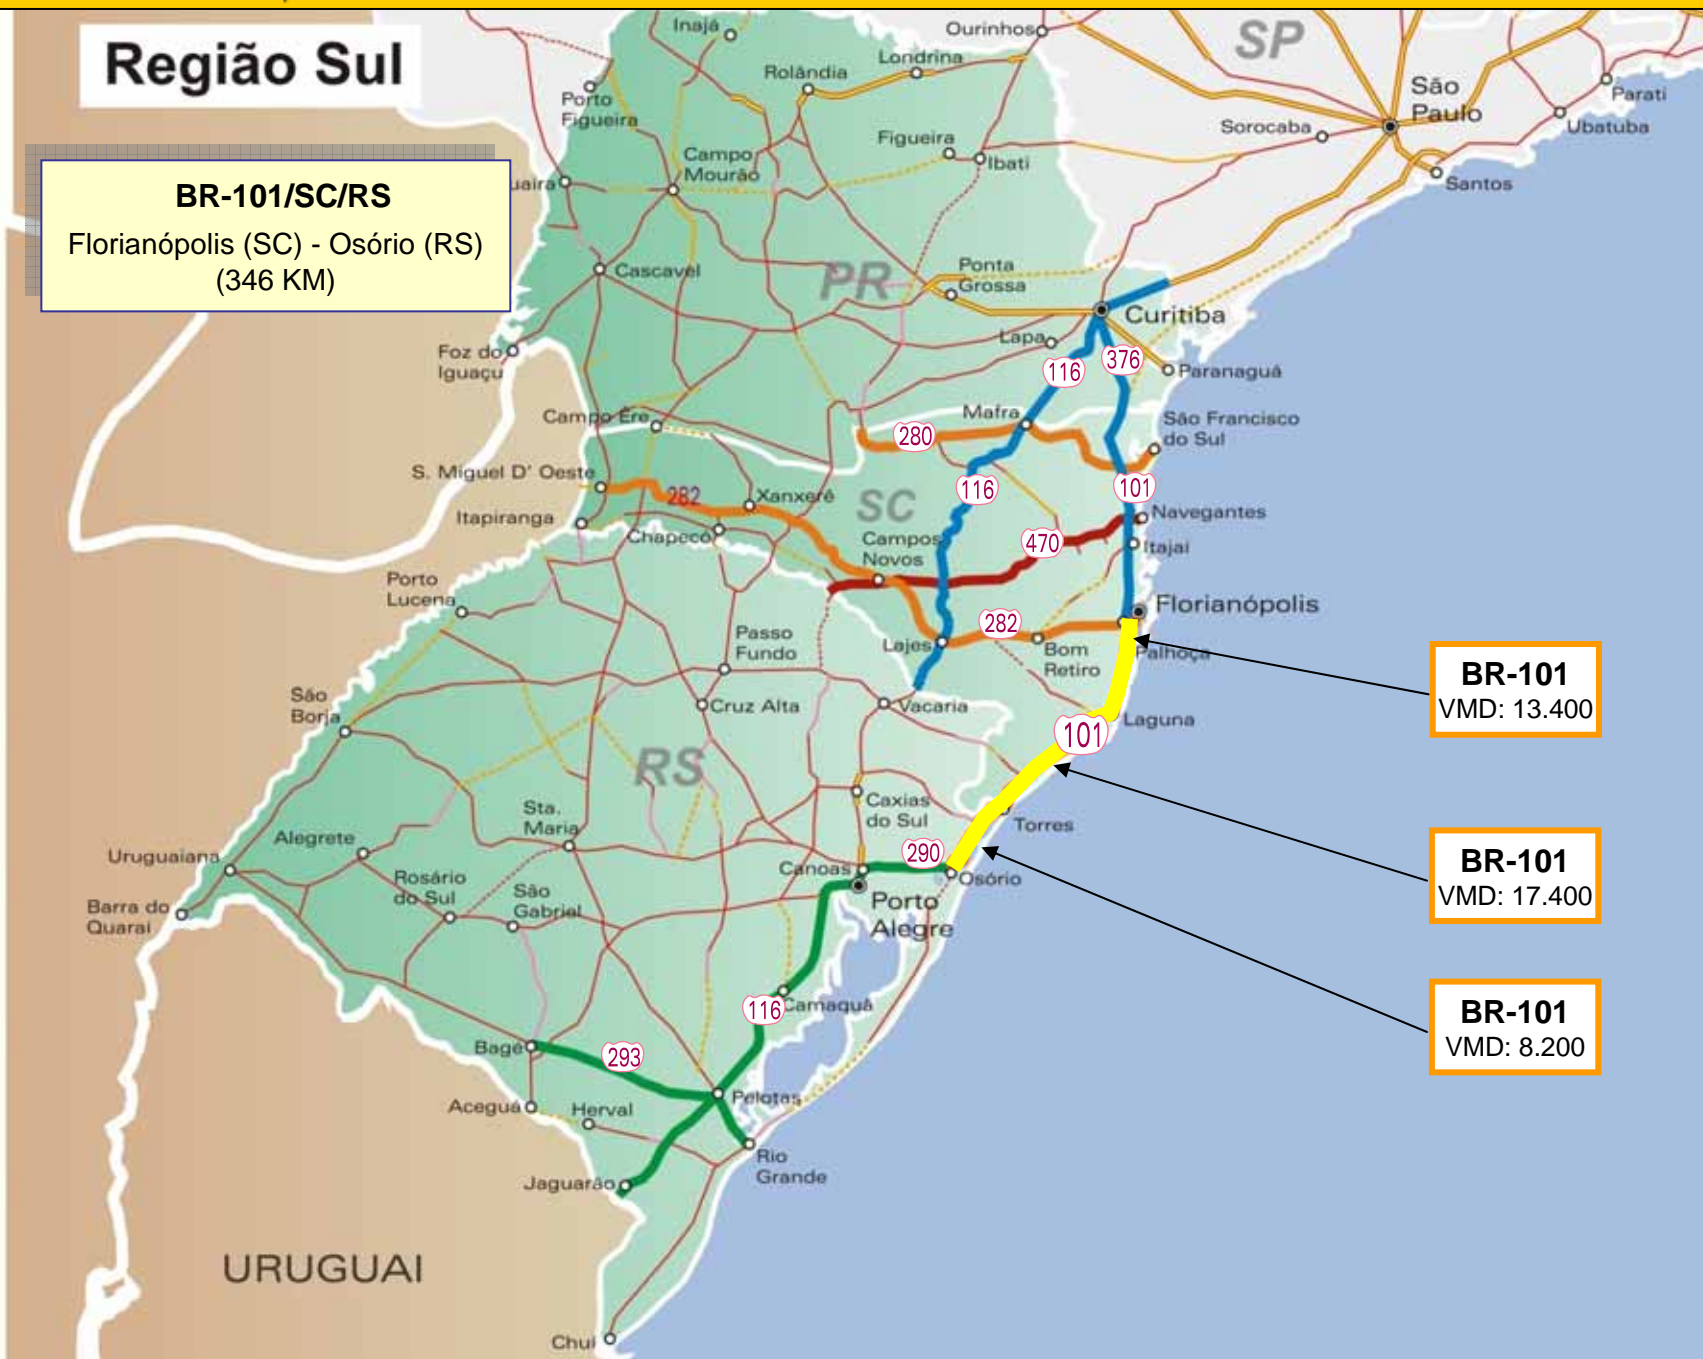 Região Sul
BR-101/SC/RS
Florianópolis (SC) - Osório (RS)
(346 KM)
Inajá
Ourinhos
SP
Londrina
Rolândia
São
Paulo
Parati
Porto
Figueira
Ubatuba
Sorocaba
Figueira
Ibati
Campo
Mourão
Santos
uaira
Cascavel
PR
Ponta
Grossa
Curitiba
Lapa
Foz do
Iguaçu
116
376
Paranaguá
Mafra
Campo Êre
São Francisco
do Sul
280
S. Miguel D' Oeste
282
Xanxerê
116
101
SC
Navegantes
Itapiranga
Chapecó
Campos
Novos
470
Itajaí
Porto
Lucena
Florianópolis
282
Passo
Fundo
Lajes
Bom
Retiro
Palhoça
BR-101
VMD: 13.400
São
Borja
Cruz Alta
Vacaria
Laguna
101
RS
Caxias
do Sul
Sta.
Maria
Torres
Alegrete
Uruguaiana
290
Canoas
Osório
BR-101
VMD: 17.400
Rosário
do Sul
São
Gabriel
Barra do
Quarai
Porto
Alegre
116
Camaquã
BR-101
VMD: 8.200
Bagé
293
Pelotas
Aceguá
Herval
Rio
Grande
Jaguarão
URUGUAI
Chuí